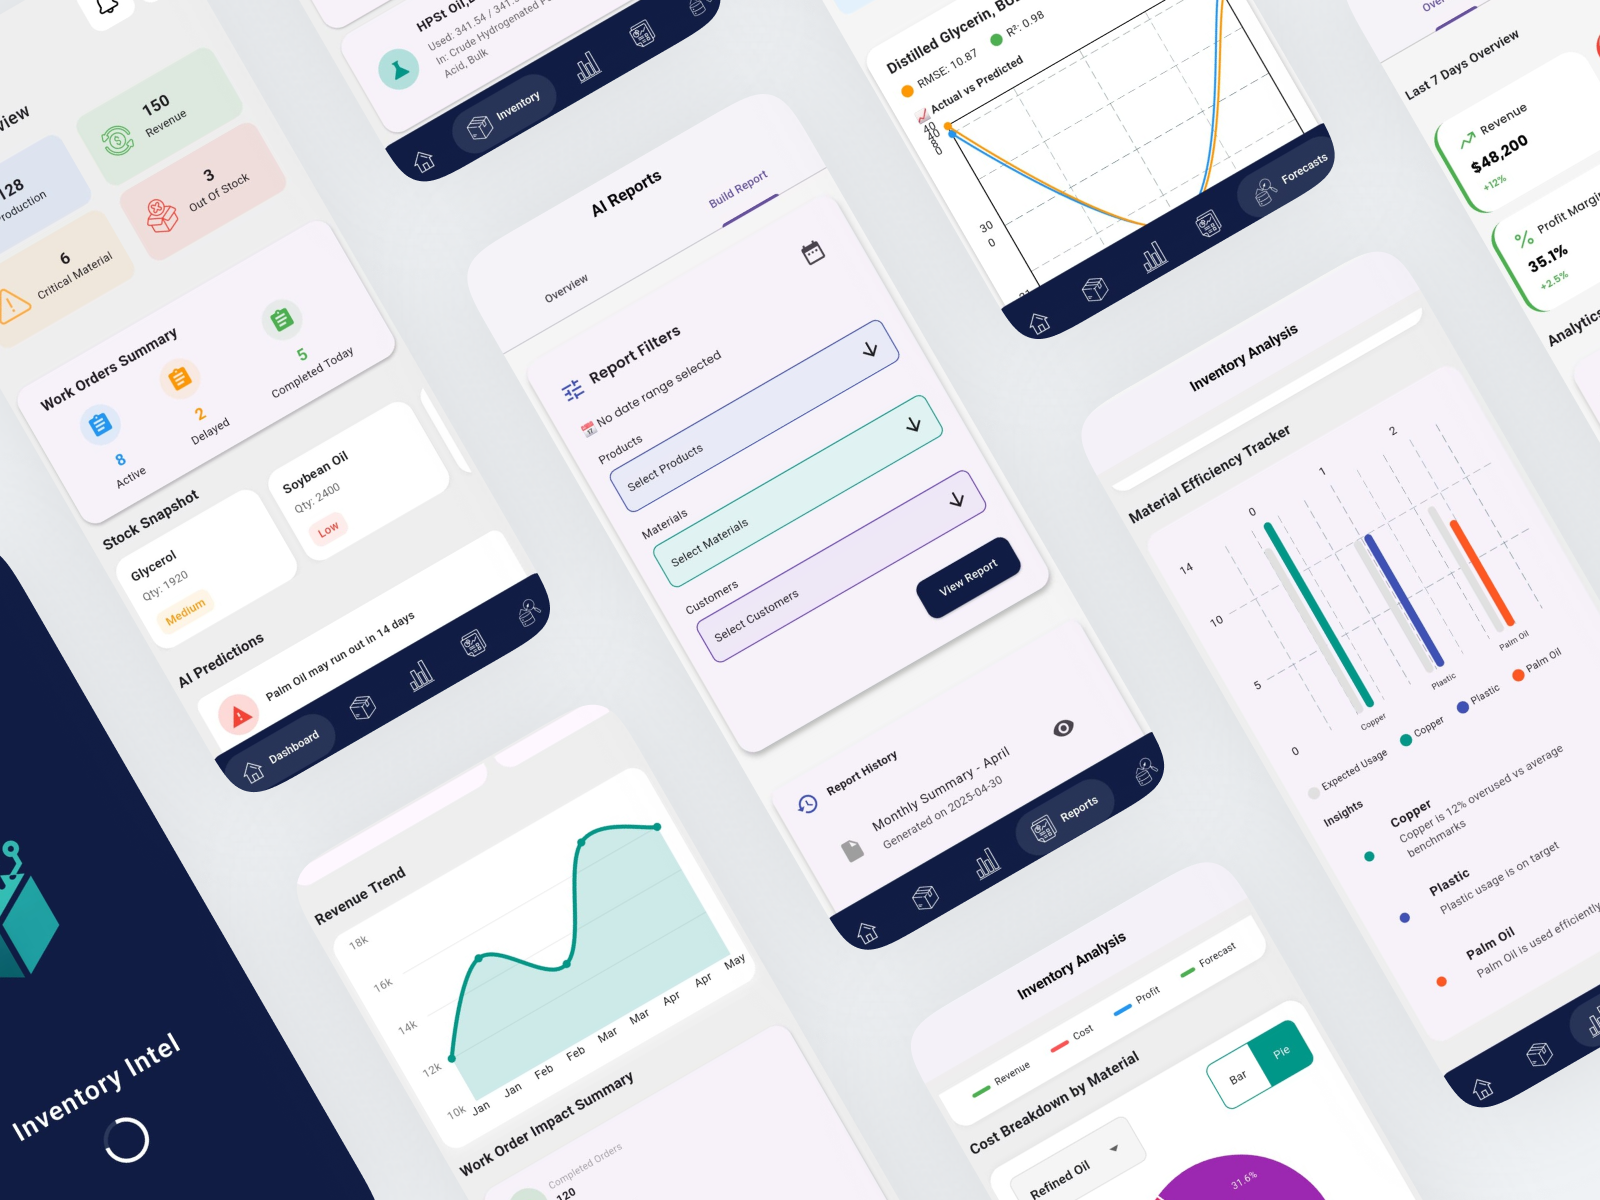 150
Revenue
128
Production
3
Out Of Stock
6
Critical Material
Work Orders Summary
8
Active
2
Delayed
5
Completed Today
Stock Snapshot
Glycerol
Qty: 1920
Medium
Soybean Oil
Qty: 2400
Low
AI Predictions
Palm Oil may run out in 14 days
Dashboard
Inventory Intel
Used: 341.54 / 341.
In: Crude Hydrogenated
Acid, Bulk
Inventory
AI Reports
Overview
Build Report
Report Filters
No date range selected
Products
Select Products
Materials
Select Materials
Customers
Select Customers
View Report
Report History
Monthly Summary - April
Generated on 2025-04-30
Reports
Revenue Trend
18k
16k
14k
12k
10k
Jan
Jan
Feb
Feb
Mar
Mar
Apr
Apr
May
Work Order Impact Summary
Completed Orders
120
Distilled Glycerin,
RMSE: 10.87
R²: 0.98
Actual vs Predicted
40
30
0
Forecasts
Inventory Analysis
Material Efficiency Tracker
0
1
2
14
10
5
0
Copper
Plastic
Palm Oil
Expected Usage
Copper
Plastic
Palm Oil
Insights
Copper
Copper is 12% overused vs average
benchmarks
Plastic
Plastic usage is on target
Palm Oil
Palm Oil is used efficiently
Inventory Analysis
Revenue
Cost
Profit
Forecast
Cost Breakdown by Material
Bar
Pie
Refined Oil
31.6%
Last 7 Days Overview
Revenue
$48,200
+12%
Profit Margin
35.1%
+2.5%
Analytics